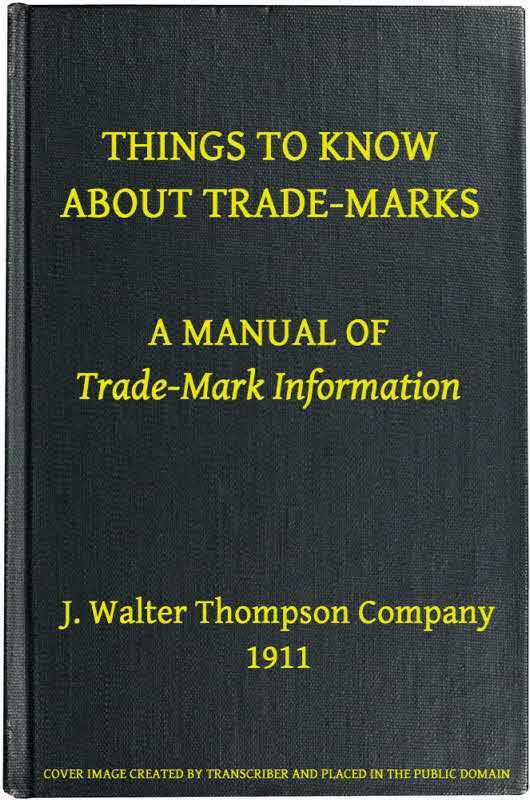 THINGS TO KNOW
ABOUT TRADE-MARKS
A MANUAL OF
Trade-Mark Information
J. Walter Thompson Company
1911
COVER IMAGE CREATED BY TRANSCRIBER AND PLACED IN THE PUBLIC DOMAIN